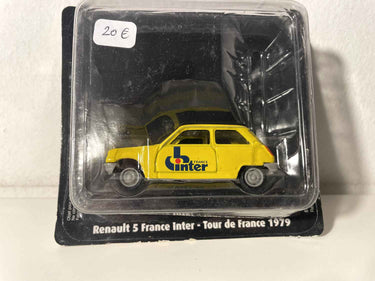 20 €
FRANCE
inter
Renault 5 France Inter - Tour de France 1979